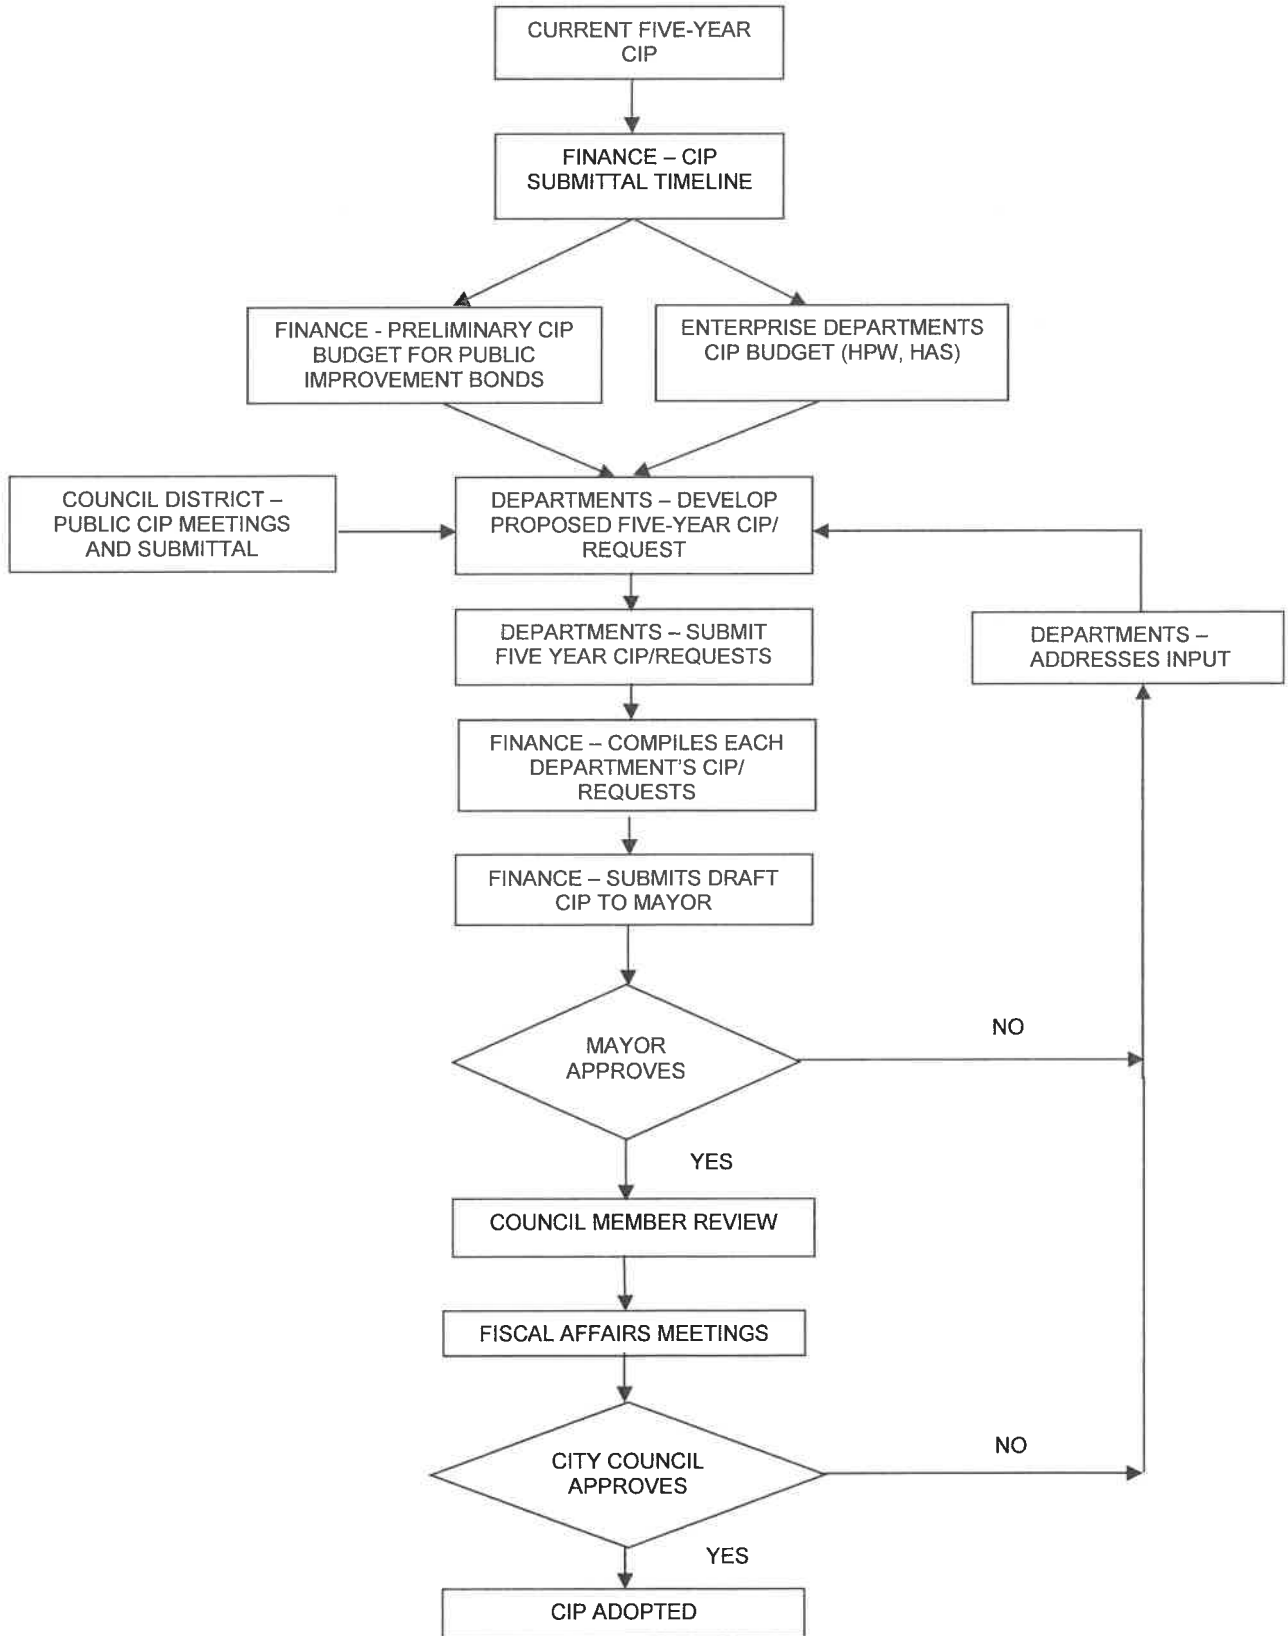 CURRENT FIVE-YEAR
CIP
FINANCE – CIP
SUBMITTAL TIMELINE
FINANCE - PRELIMINARY CIP
BUDGET FOR PUBLIC
IMPROVEMENT BONDS
ENTERPRISE DEPARTMENTS
CIP BUDGET (HPW, HAS)
COUNCIL DISTRICT –
PUBLIC CIP MEETINGS
AND SUBMITTAL
DEPARTMENTS – DEVELOP
PROPOSED FIVE-YEAR CIP/
REQUEST
DEPARTMENTS – SUBMIT
FIVE YEAR CIP/REQUESTS
DEPARTMENTS –
ADDRESSES INPUT
FINANCE – COMPILES EACH
DEPARTMENT'S CIP/
REQUESTS
FINANCE – SUBMITS DRAFT
CIP TO MAYOR
MAYOR
APPROVES
NO
YES
COUNCIL MEMBER REVIEW
FISCAL AFFAIRS MEETINGS
CITY COUNCIL
APPROVES
NO
YES
CIP ADOPTED